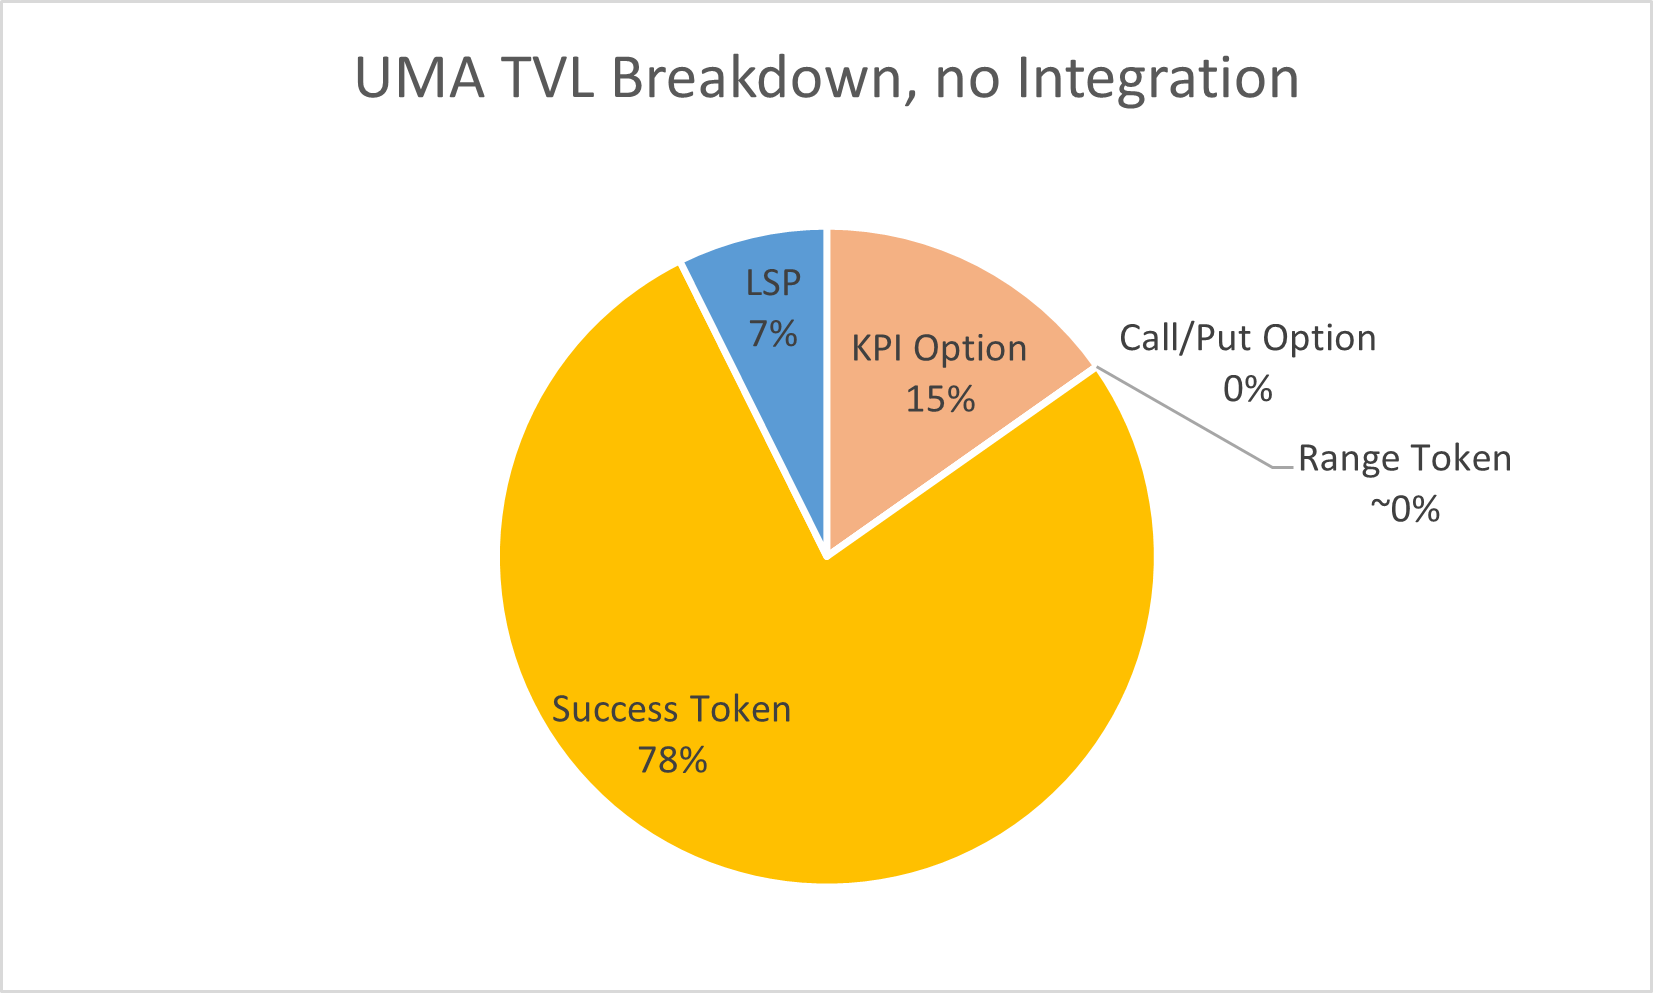 UMA TVL Breakdown, no Integration
LSP
7%
KPI Option
15%
Call/Put Option
0%
Range Token
~0%
Success Token
78%